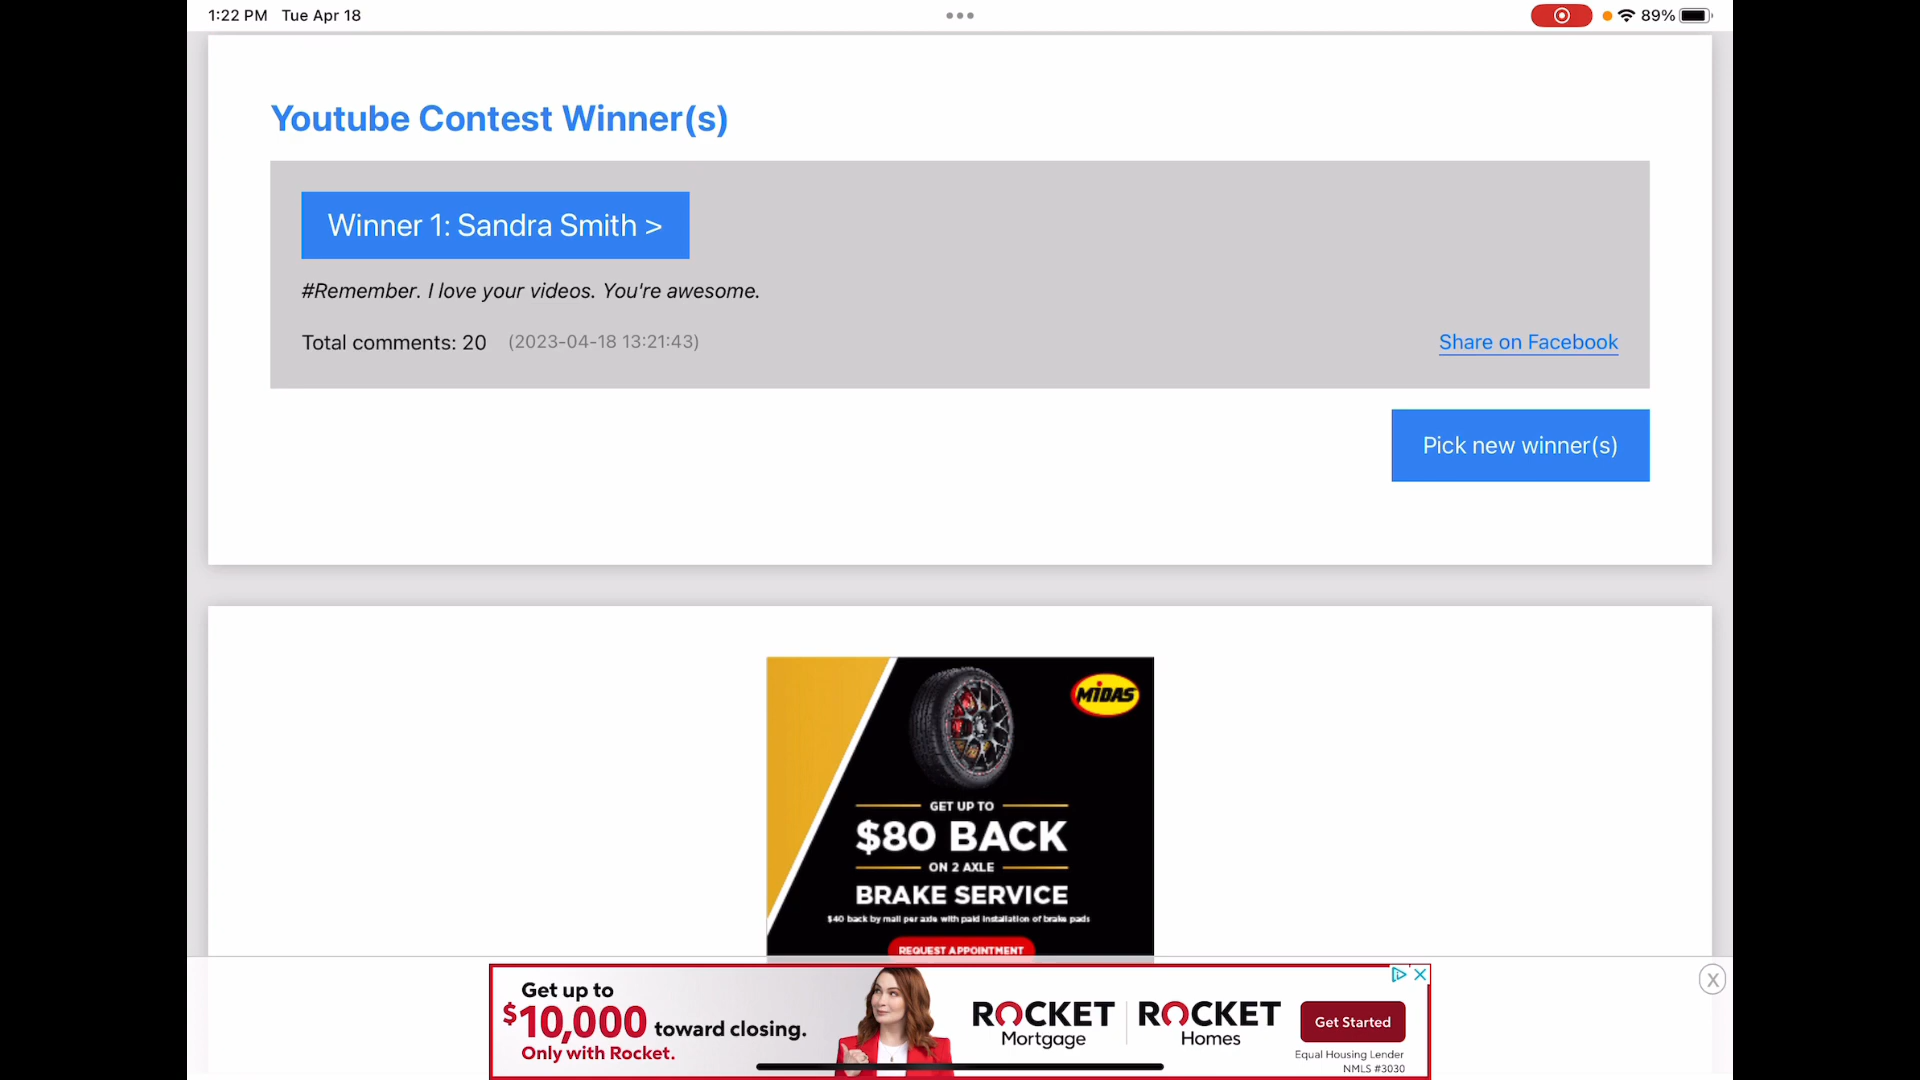 1:22 PM Tue Apr 18
89%
Youtube Contest Winner(s)
Winner 1: Sandra Smith >
#Remember. I love your videos. You're awesome.
Total comments: 20 (2023-04-18 13:21:43)
Share on Facebook
Pick new winner(s)
MIDAS
GET UP TO
$80 BACK
ON 2 AXLE
BRAKE SERVICE
$40 back by mail per axle with paid installation of brake pads
REQUEST APPOINTMENT
Get up to
$10,000 toward closing.
Only with Rocket.
ROCKET
Mortgage
ROCKET
Homes
Get Started
Equal Housing Lender
NMLS #3030
X